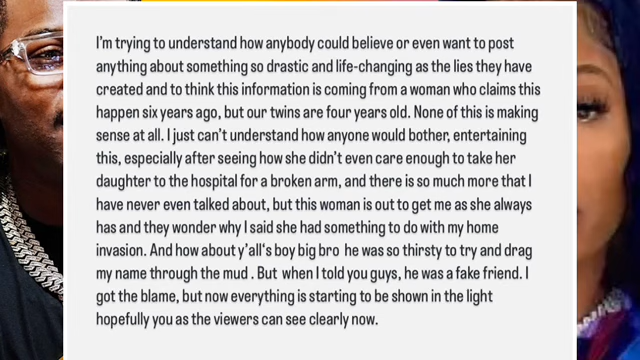 I'm trying to understand how anybody could believe or even want to post
anything about something so drastic and life-changing as the lies they have
created and to think this information is coming from a woman who claims this
happen six years ago, but our twins are four years old. None of this is making
sense at all. I just can't understand how anyone would bother, entertaining
this, especially after seeing how she didn't even care enough to take her
daughter to the hospital for a broken arm, and there is so much more that I
have never even talked about, but this woman is out to get me as she always
has and they wonder why I said she had something to do with my home
invasion. And how about y'all's boy big bro he was so thirsty to try and drag
my name through the mud . But when I told you guys, he was a fake friend. I
got the blame, but now everything is starting to be shown in the light
hopefully you as the viewers can see clearly now.